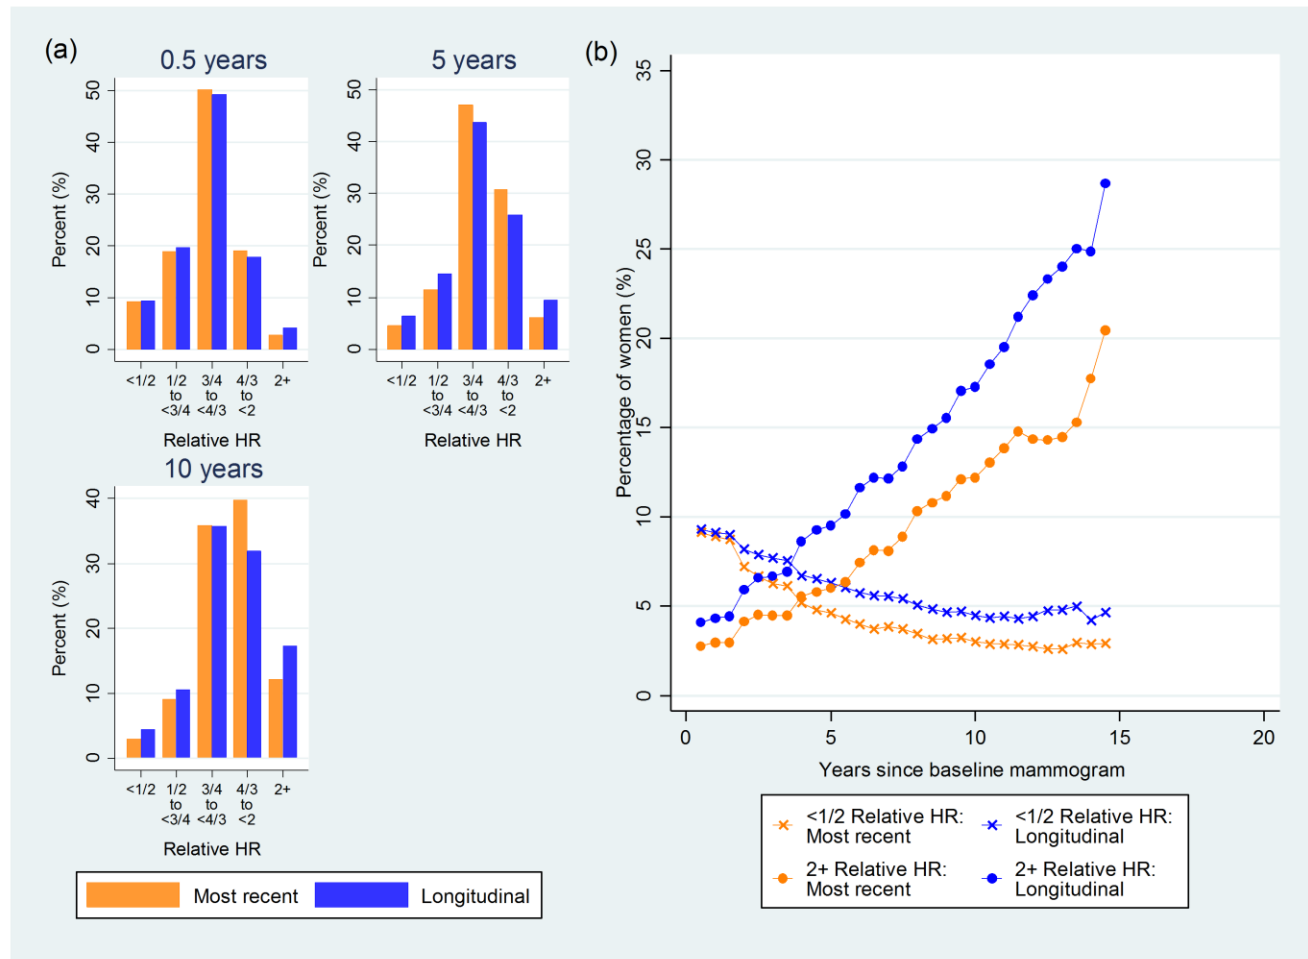 (a)
0.5 years
Percent (%)
50
40
30
20
10
0
<1/2
1/2
to
<3/4
3/4
to
<4/3
4/3
to
<2
2+
Relative HR
5 years
Percent (%)
50
40
30
20
10
0
<1/2
1/2
to
<3/4
3/4
to
<4/3
4/3
to
<2
2+
Relative HR
10 years
Percent (%)
40
30
20
10
0
<1/2
1/2
to
<3/4
3/4
to
<4/3
4/3
to
<2
2+
Relative HR
Most recent
Longitudinal
(b)
Percentage of women (%)
35
30
25
20
15
10
5
0
0
5
10
15
20
Years since baseline mammogram
<1/2 Relative HR:
Most recent
<1/2 Relative HR:
Longitudinal
2+ Relative HR:
Most recent
2+ Relative HR:
Longitudinal